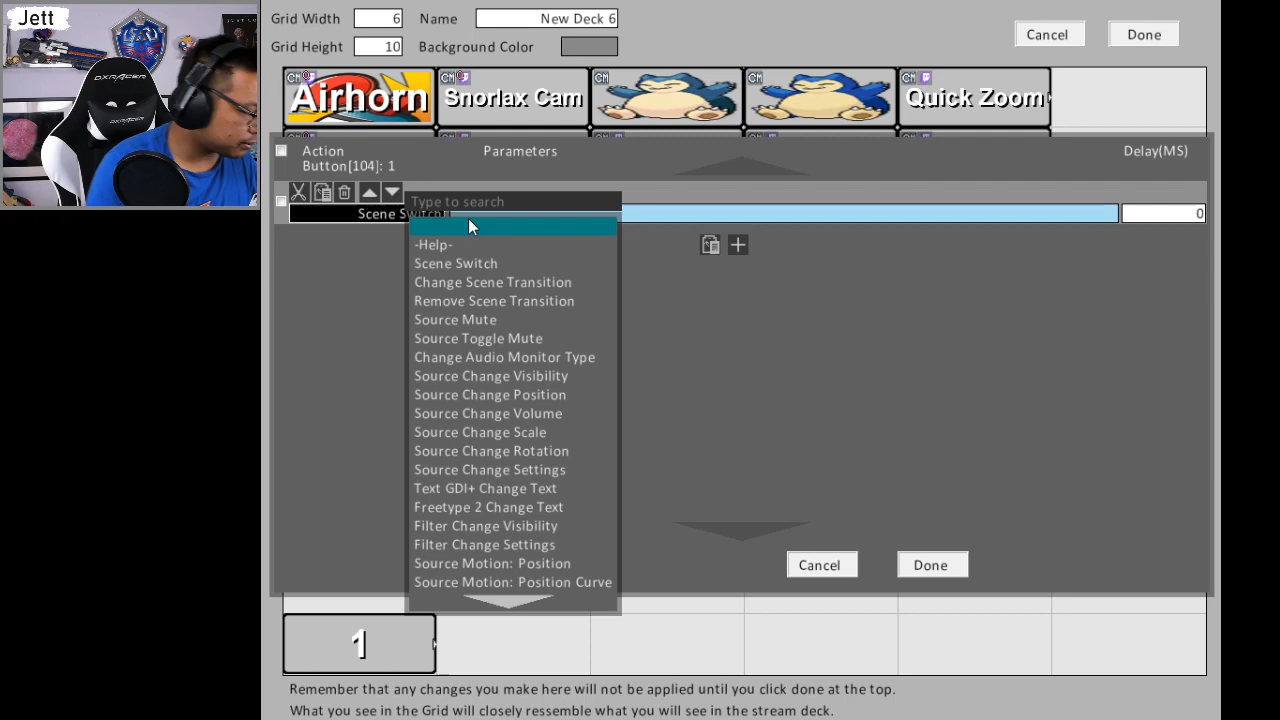 Jett
DXRACER
Grid Width 6 Name New Deck 6
Grid Height 10 Background Color
Cancel Done
CM Airhorn
CM Snorlax Cam
CM
CM
CM Quick Zoom
Action Parameters Delay(MS)
Button[104]: 1
Type to search
Scene Switch 0
-Help-
Scene Switch
Change Scene Transition
Remove Scene Transition
Source Mute
Source Toggle Mute
Change Audio Monitor Type
Source Change Visibility
Source Change Position
Source Change Volume
Source Change Scale
Source Change Rotation
Source Change Settings
Text GDI+ Change Text
Freetype 2 Change Text
Filter Change Visibility
Filter Change Settings
Source Motion: Position
Source Motion: Position Curve
Cancel Done
1
Remember that any changes you make here will not be applied until you click done at the top.
What you see in the Grid will closely ressemble what you will see in the stream deck.